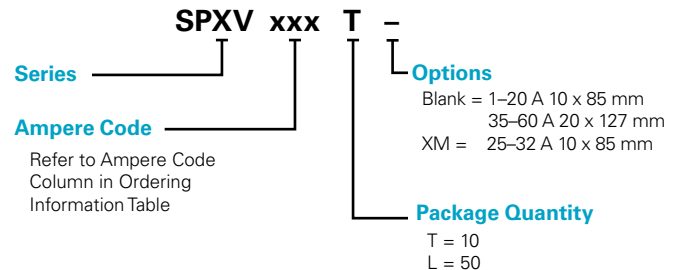 SPXV xxx T –
Series
Ampere Code
Refer to Ampere Code
Column in Ordering
Information Table
Options
Blank = 1–20 A 10 x 85 mm
35–60 A 20 x 127 mm
XM = 25–32 A 10 x 85 mm
Package Quantity
T = 10
L = 50